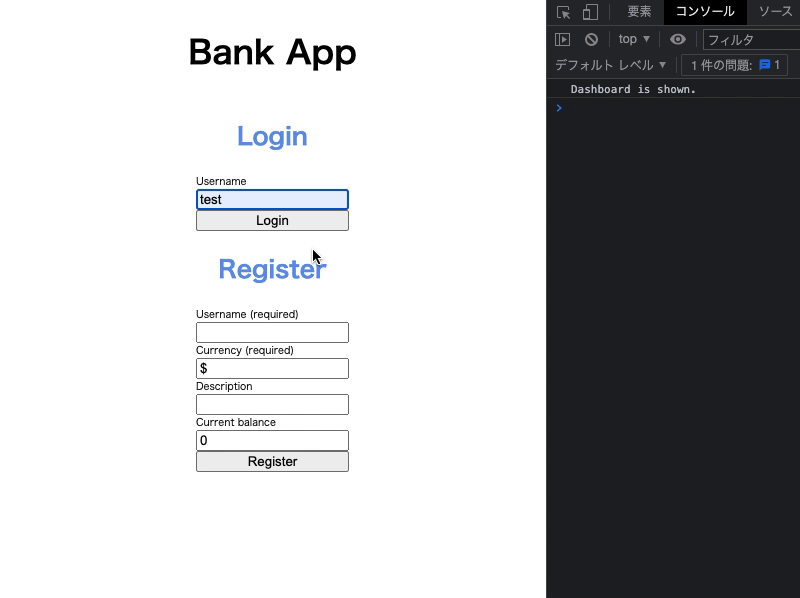 Bank App
Login
Username
test
Login
Register
Username (required)
Currency (required)
$
Description
Current balance
0
Register
要素 コンソール ソース
top フィルタ
デフォルト レベル 1 件の問題: 1
Dashboard is shown.